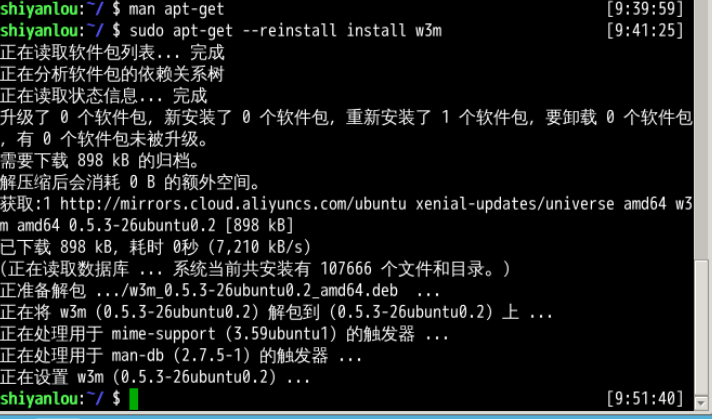 shiyanlou:~/ $ man apt-get [9:39:59]
shiyanlou:~/ $ sudo apt-get --reinstall install w3m [9:41:25]
正在读取软件包列表... 完成
正在分析软件包的依赖关系树
正在读取状态信息... 完成
升级了 0 个软件包，新安装了 0 个软件包，重新安装了 1 个软件包，要卸载 0 个软件包
，有 0 个软件包未被升级。
需要下载 898 kB 的归档。
解压缩后会消耗 0 B 的额外空间。
获取:1 http://mirrors.cloud.aliyuncs.com/ubuntu xenial-updates/universe amd64 w3
m amd64 0.5.3-26ubuntu0.2 [898 kB]
已下载 898 kB，耗时 0秒 (7,210 kB/s)
(正在读取数据库 ... 系统当前共安装有 107666 个文件和目录。)
正准备解包 .../w3m_0.5.3-26ubuntu0.2_amd64.deb  ...
正在将 w3m (0.5.3-26ubuntu0.2) 解包到 (0.5.3-26ubuntu0.2) 上 ...
正在处理用于 mime-support (3.59ubuntu1) 的触发器 ...
正在处理用于 man-db (2.7.5-1) 的触发器 ...
正在设置 w3m (0.5.3-26ubuntu0.2) ...
shiyanlou:~/ $ [9:51:40]